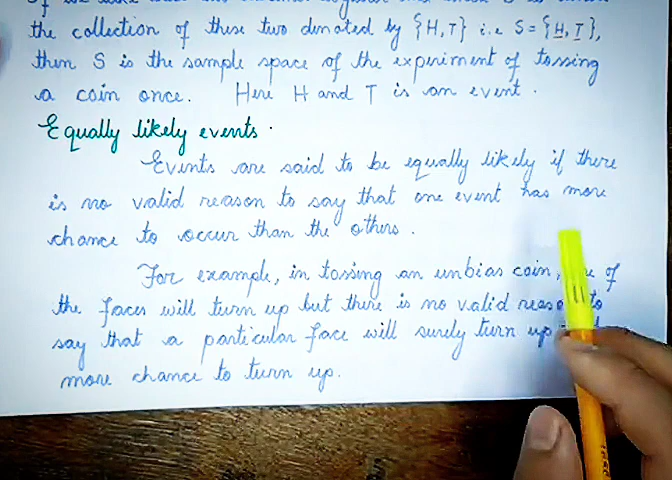 the collection of these two denoted by {H, T} i.e S = {H, T},
then S is the sample space of the experiment of tossing
a coin once. Here H and T is an event.
Equally likely events.
Events are said to be equally likely if there
is no valid reason to say that one event has more
chance to occur than the others.
For example, in tossing an unbias coin, of
the faces will turn up but there is no valid reason to
say that a particular face will surely turn up
more chance to turn up.